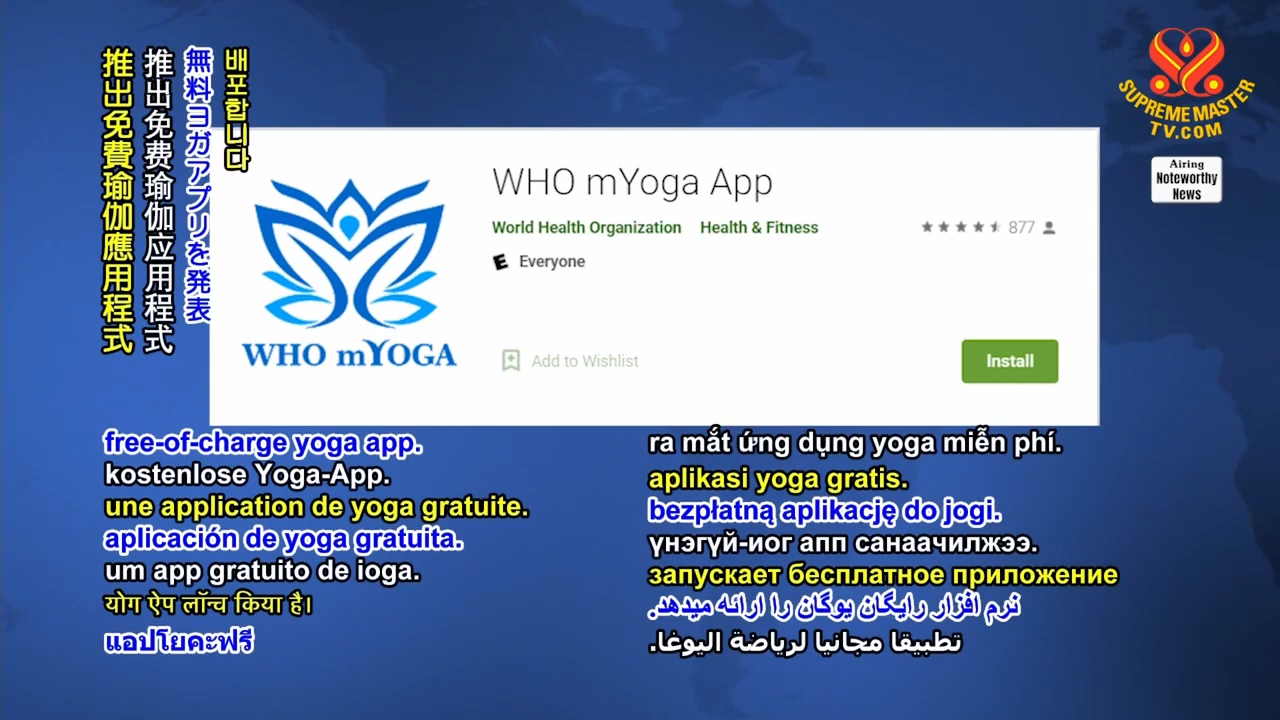 推出免費瑜伽應用程式
推出免费瑜伽应用程式
無料ヨガアプリを発表
배포합니다
SUPREME MASTER
TV.COM
Airing
Noteworthy
News
WHO mYoga App
World Health Organization Health & Fitness
877
E Everyone
WHO mYOGA
Add to Wishlist
Install
free-of-charge yoga app.
kostenlose Yoga-App.
une application de yoga gratuite.
aplicación de yoga gratuita.
um app gratuito de ioga.
योग ऐप लॉन्च किया है।
แอปโยคะฟรี
ra mắt ứng dụng yoga miễn phí.
aplikasi yoga gratis.
bezpłatną aplikację do jogi.
үнэгүй-иог апп санаачилжээ.
запускает бесплатное приложение
نرم افزار رایگان یوگان را ارائه میدهد.
تطبيقا مجانيا لرياضة اليوغا.